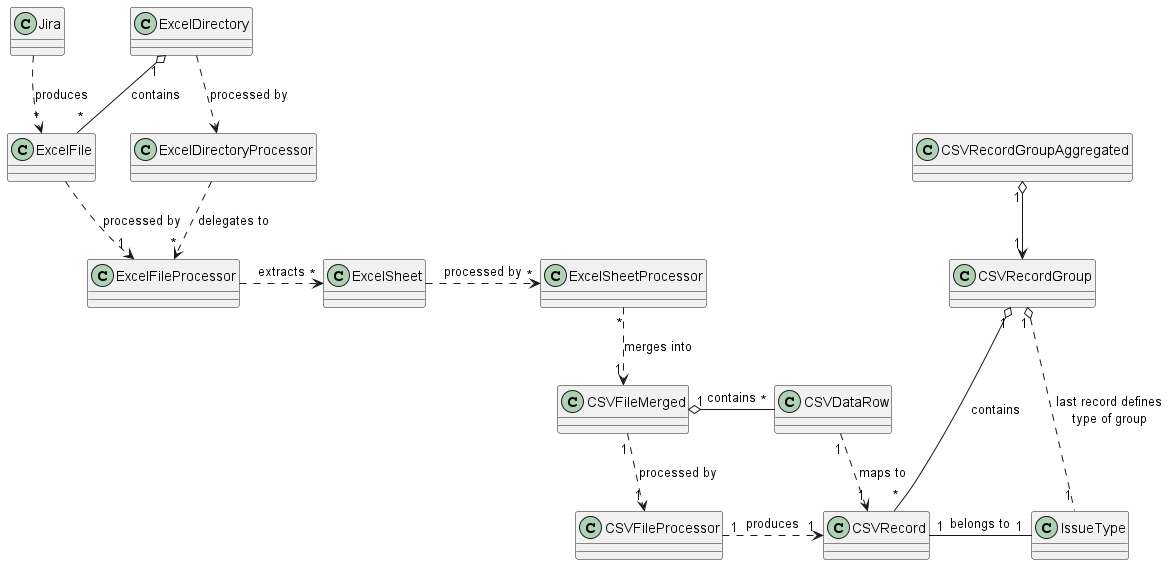 C Jira
C ExcelDirectory
1
produces
contains
processed by
*
*
C ExcelFile
C ExcelDirectoryProcessor
C CSVRecordGroupAggregated
1
processed by
delegates to
1
*
1
C ExcelFileProcessor
extracts *
C ExcelSheet
processed by *
C ExcelSheetProcessor
C CSVRecordGroup
*
1
1
merges into
1
C CSVFileMerged
1 contains *
C CSVDataRow
contains
last record defines
type of group
1
1
processed by
maps to
1
1
*
1
C CSVFileProcessor
1 produces 1
C CSVRecord
1 belongs to 1
C IssueType